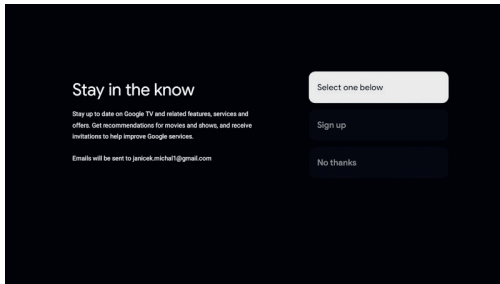 Stay in the know
Stay up to date on Google TV and related features, services and
offers. Get recommendations for movies and shows, and receive
invitations to help improve Google services.
Emails will be sent to janicek.michal1@gmail.com
Select one below
Sign up
No thanks